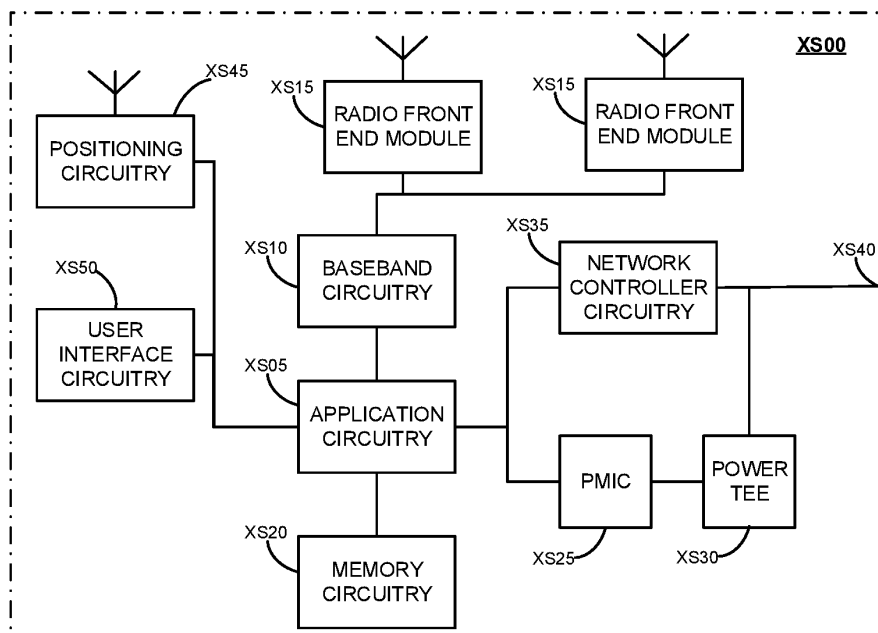 XS00
XS45
XS15
XS15
POSITIONING
CIRCUITRY
RADIO FRONT
END MODULE
RADIO FRONT
END MODULE
XS10
XS35
XS40
BASEBAND
CIRCUITRY
NETWORK
CONTROLLER
CIRCUITRY
XS50
USER
INTERFACE
CIRCUITRY
XS05
APPLICATION
CIRCUITRY
PMIC
POWER
TEE
XS25
XS30
XS20
MEMORY
CIRCUITRY